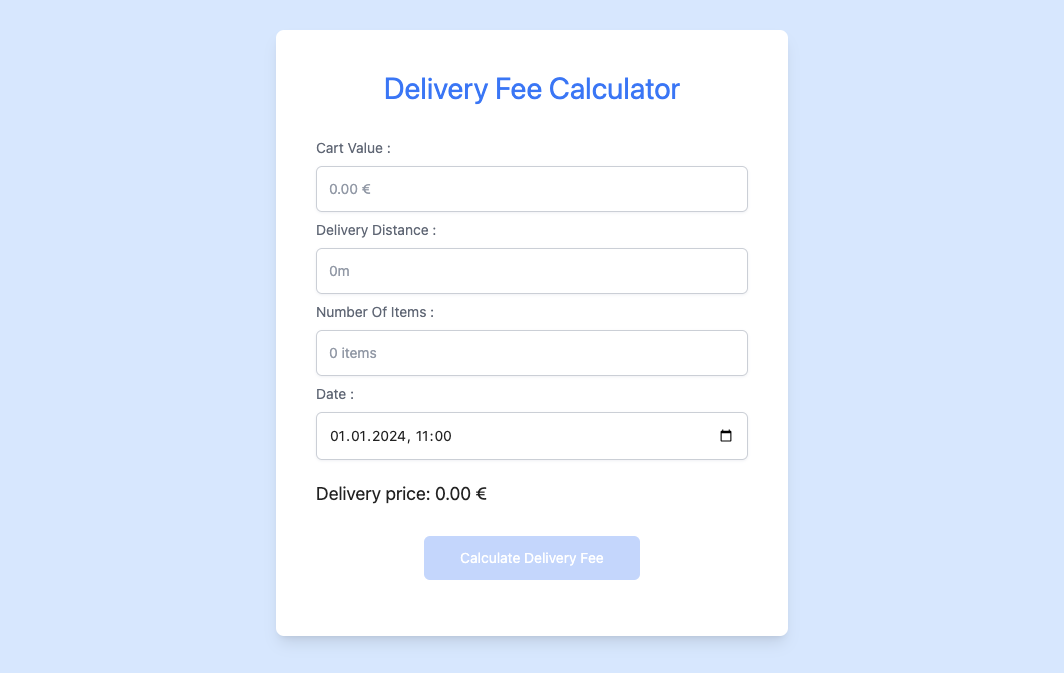 Delivery Fee Calculator
Cart Value :
0.00 €
Delivery Distance :
0m
Number Of Items :
0 items
Date :
01.01.2024, 11:00
Delivery price: 0.00 €
Calculate Delivery Fee